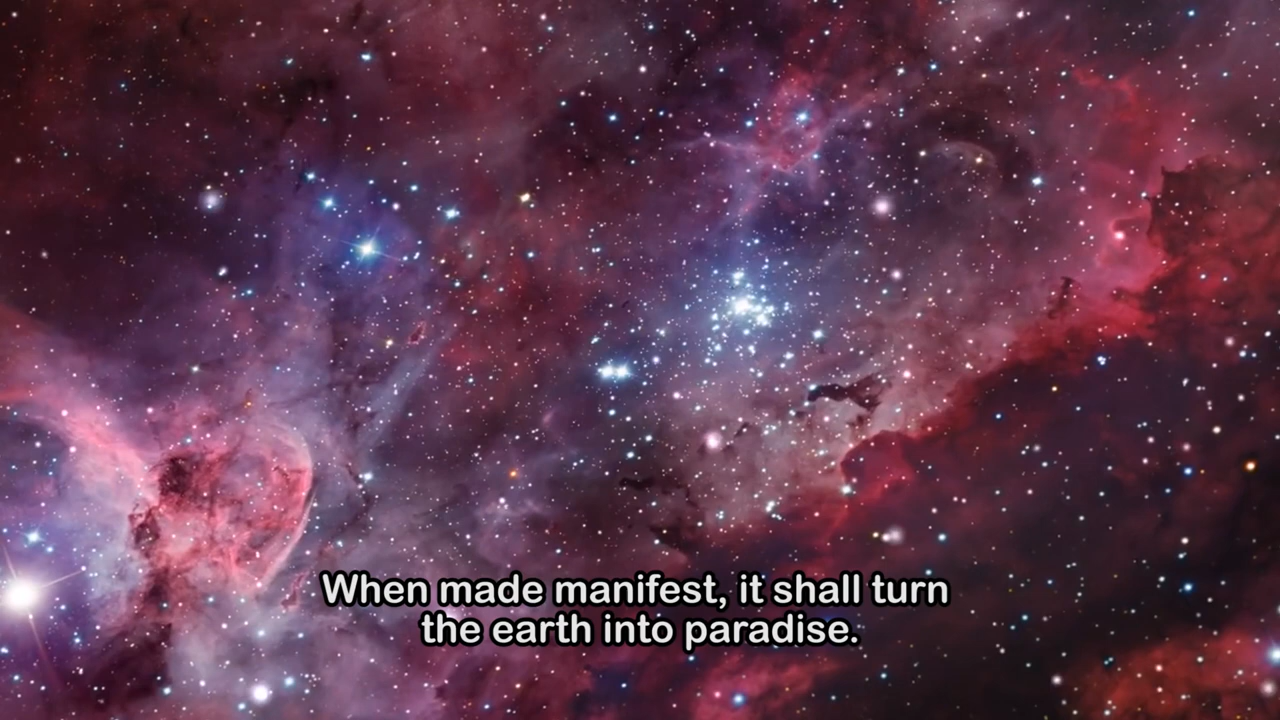 When made manifest, it shall turn
the earth into paradise.